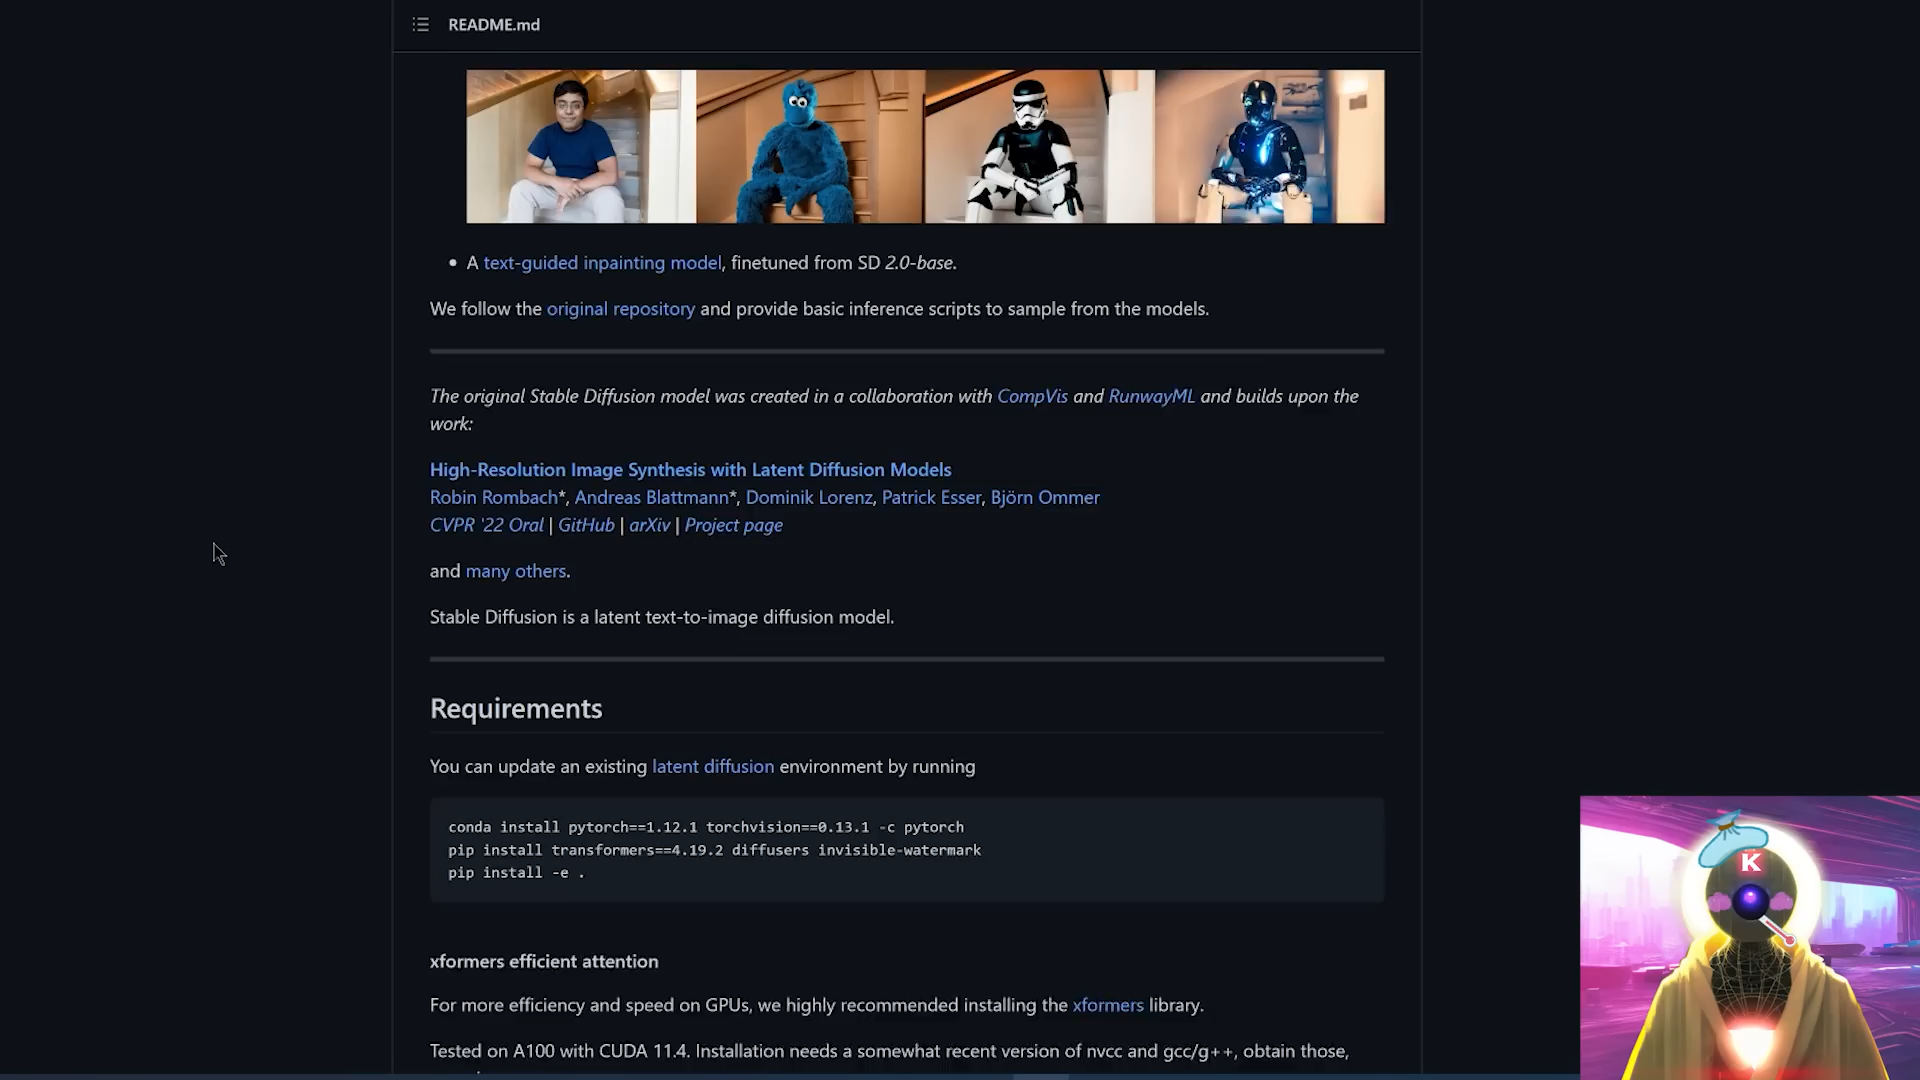 README.md
• A text-guided inpainting model, finetuned from SD 2.0-base.
We follow the original repository and provide basic inference scripts to sample from the models.
The original Stable Diffusion model was created in a collaboration with CompVis and RunwayML and builds upon the
work:
High-Resolution Image Synthesis with Latent Diffusion Models
Robin Rombach*, Andreas Blattmann*, Dominik Lorenz, Patrick Esser, Björn Ommer
CVPR '22 Oral | GitHub | arXiv | Project page
and many others.
Stable Diffusion is a latent text-to-image diffusion model.
Requirements
You can update an existing latent diffusion environment by running
conda install pytorch==1.12.1 torchvision==0.13.1 -c pytorch
pip install transformers==4.19.2 diffusers invisible-watermark
pip install -e .
xformers efficient attention
For more efficiency and speed on GPUs, we highly recommended installing the xformers library.
Tested on A100 with CUDA 11.4. Installation needs a somewhat recent version of nvcc and gcc/g++, obtain those,
K